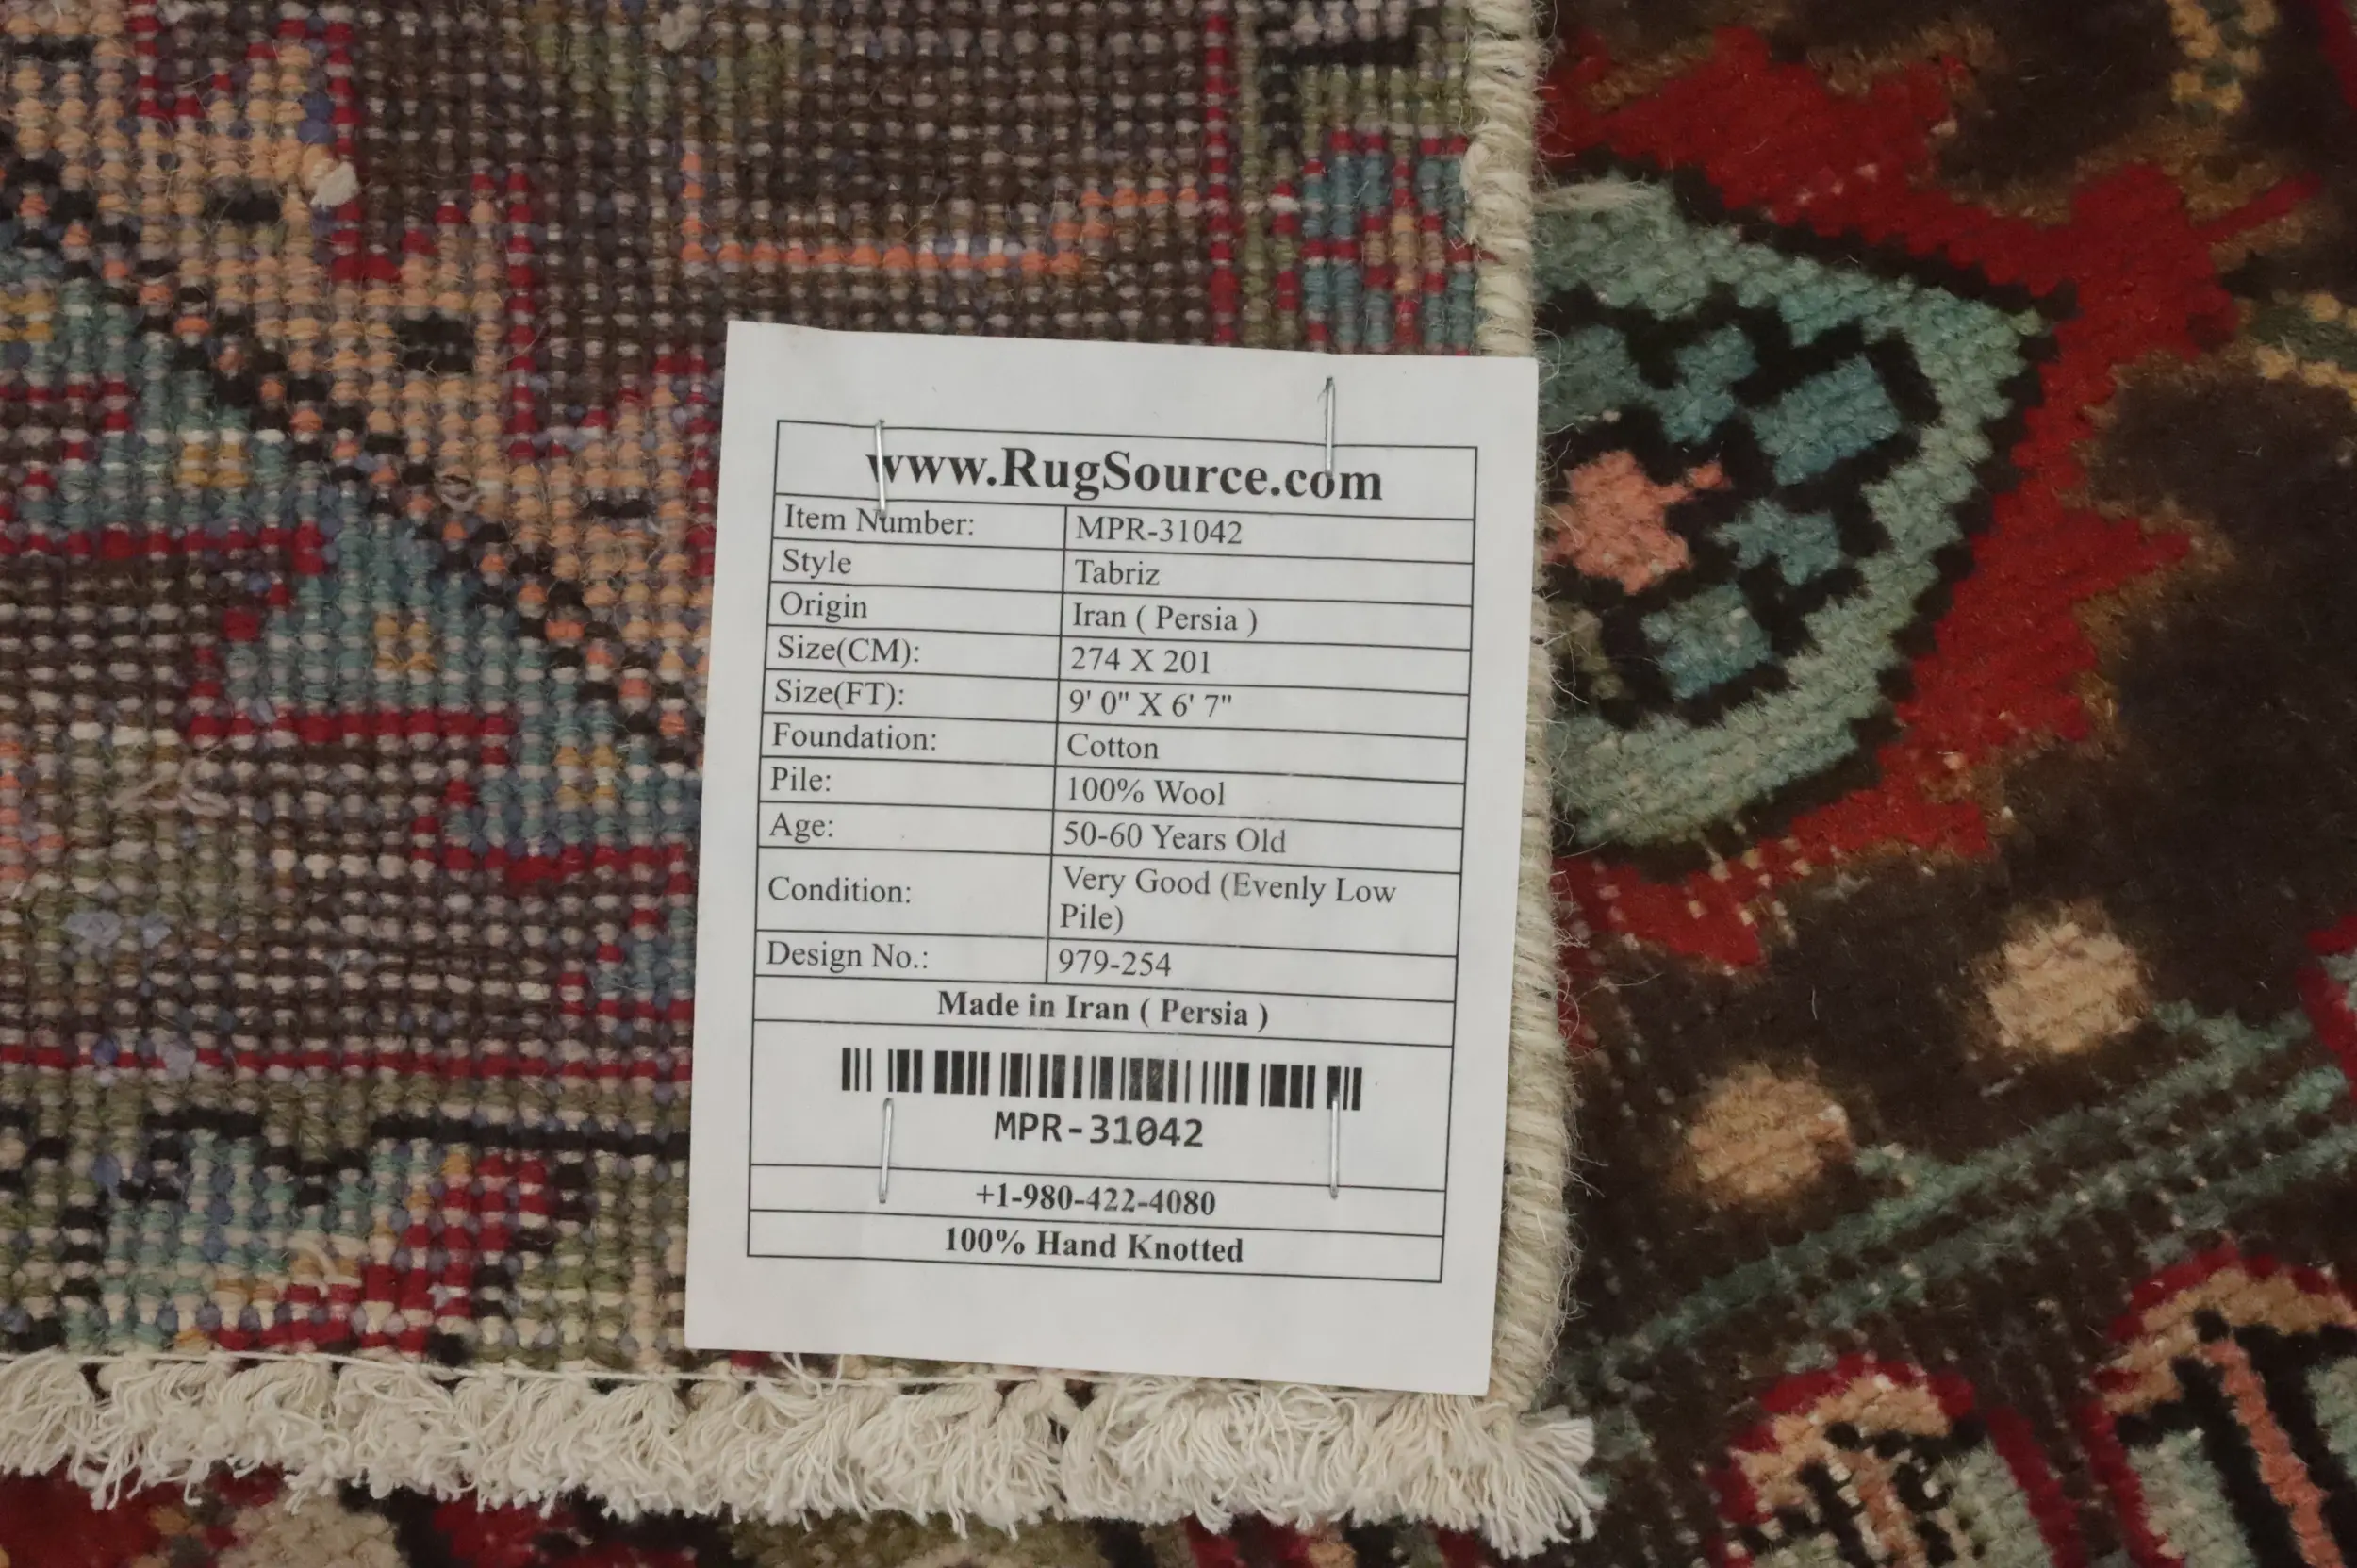 www.RugSource.com
Item Number: MPR-31042
Style Tabriz
Origin Iran ( Persia )
Size(CM): 274 X 201
Size(FT): 9' 0" X 6' 7"
Foundation: Cotton
Pile: 100% Wool
Age: 50-60 Years Old
Condition: Very Good (Evenly Low
Pile)
Design No.: 979-254
Made in Iran ( Persia )
MPR-31042
+1-980-422-4080
100% Hand Knotted